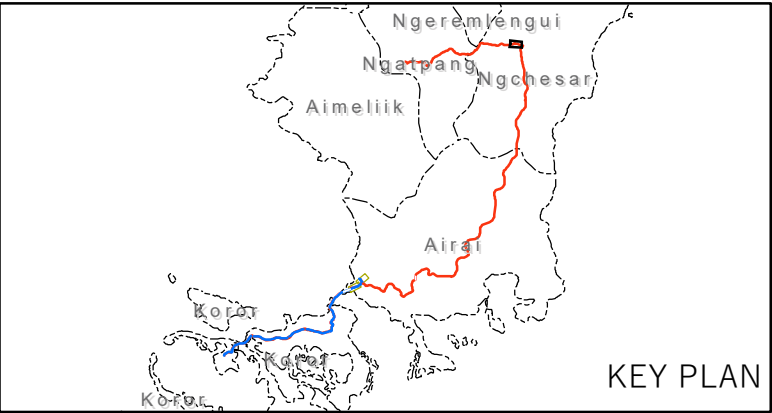 Ngeremlengui
Ngatpang
Ngchesar
Aimeliik
Airai
Koror
Koror
Koror
KEY PLAN